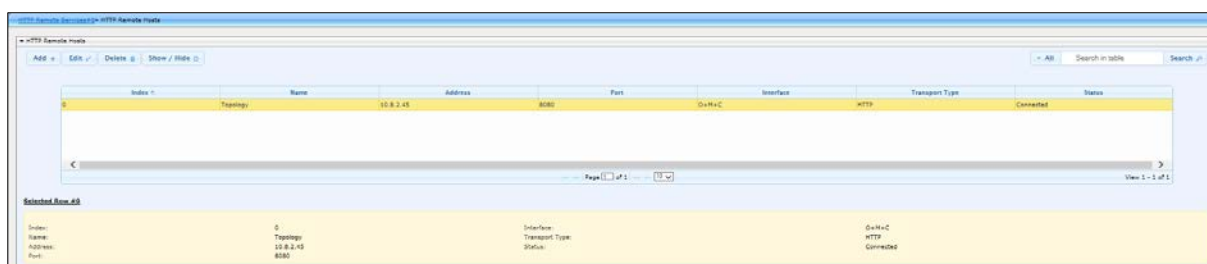 HTTP Remote Services#0> HTTP Remote Hosts
HTTP Remote Hosts
Add + Edit Delete Show / Hide All Search in table Search
Index Name Address Port Interface Transport Type Status
0 Topology 10.8.2.45 8080 O+M+C HTTP Connected
Page 1 of 1 10 View 1 - 1 of 1
Selected Row #0
Index: 0 Interface: O+M+C
Name: Topology Transport Type: HTTP
Address: 10.8.2.45 Status: Connected
Port: 8080